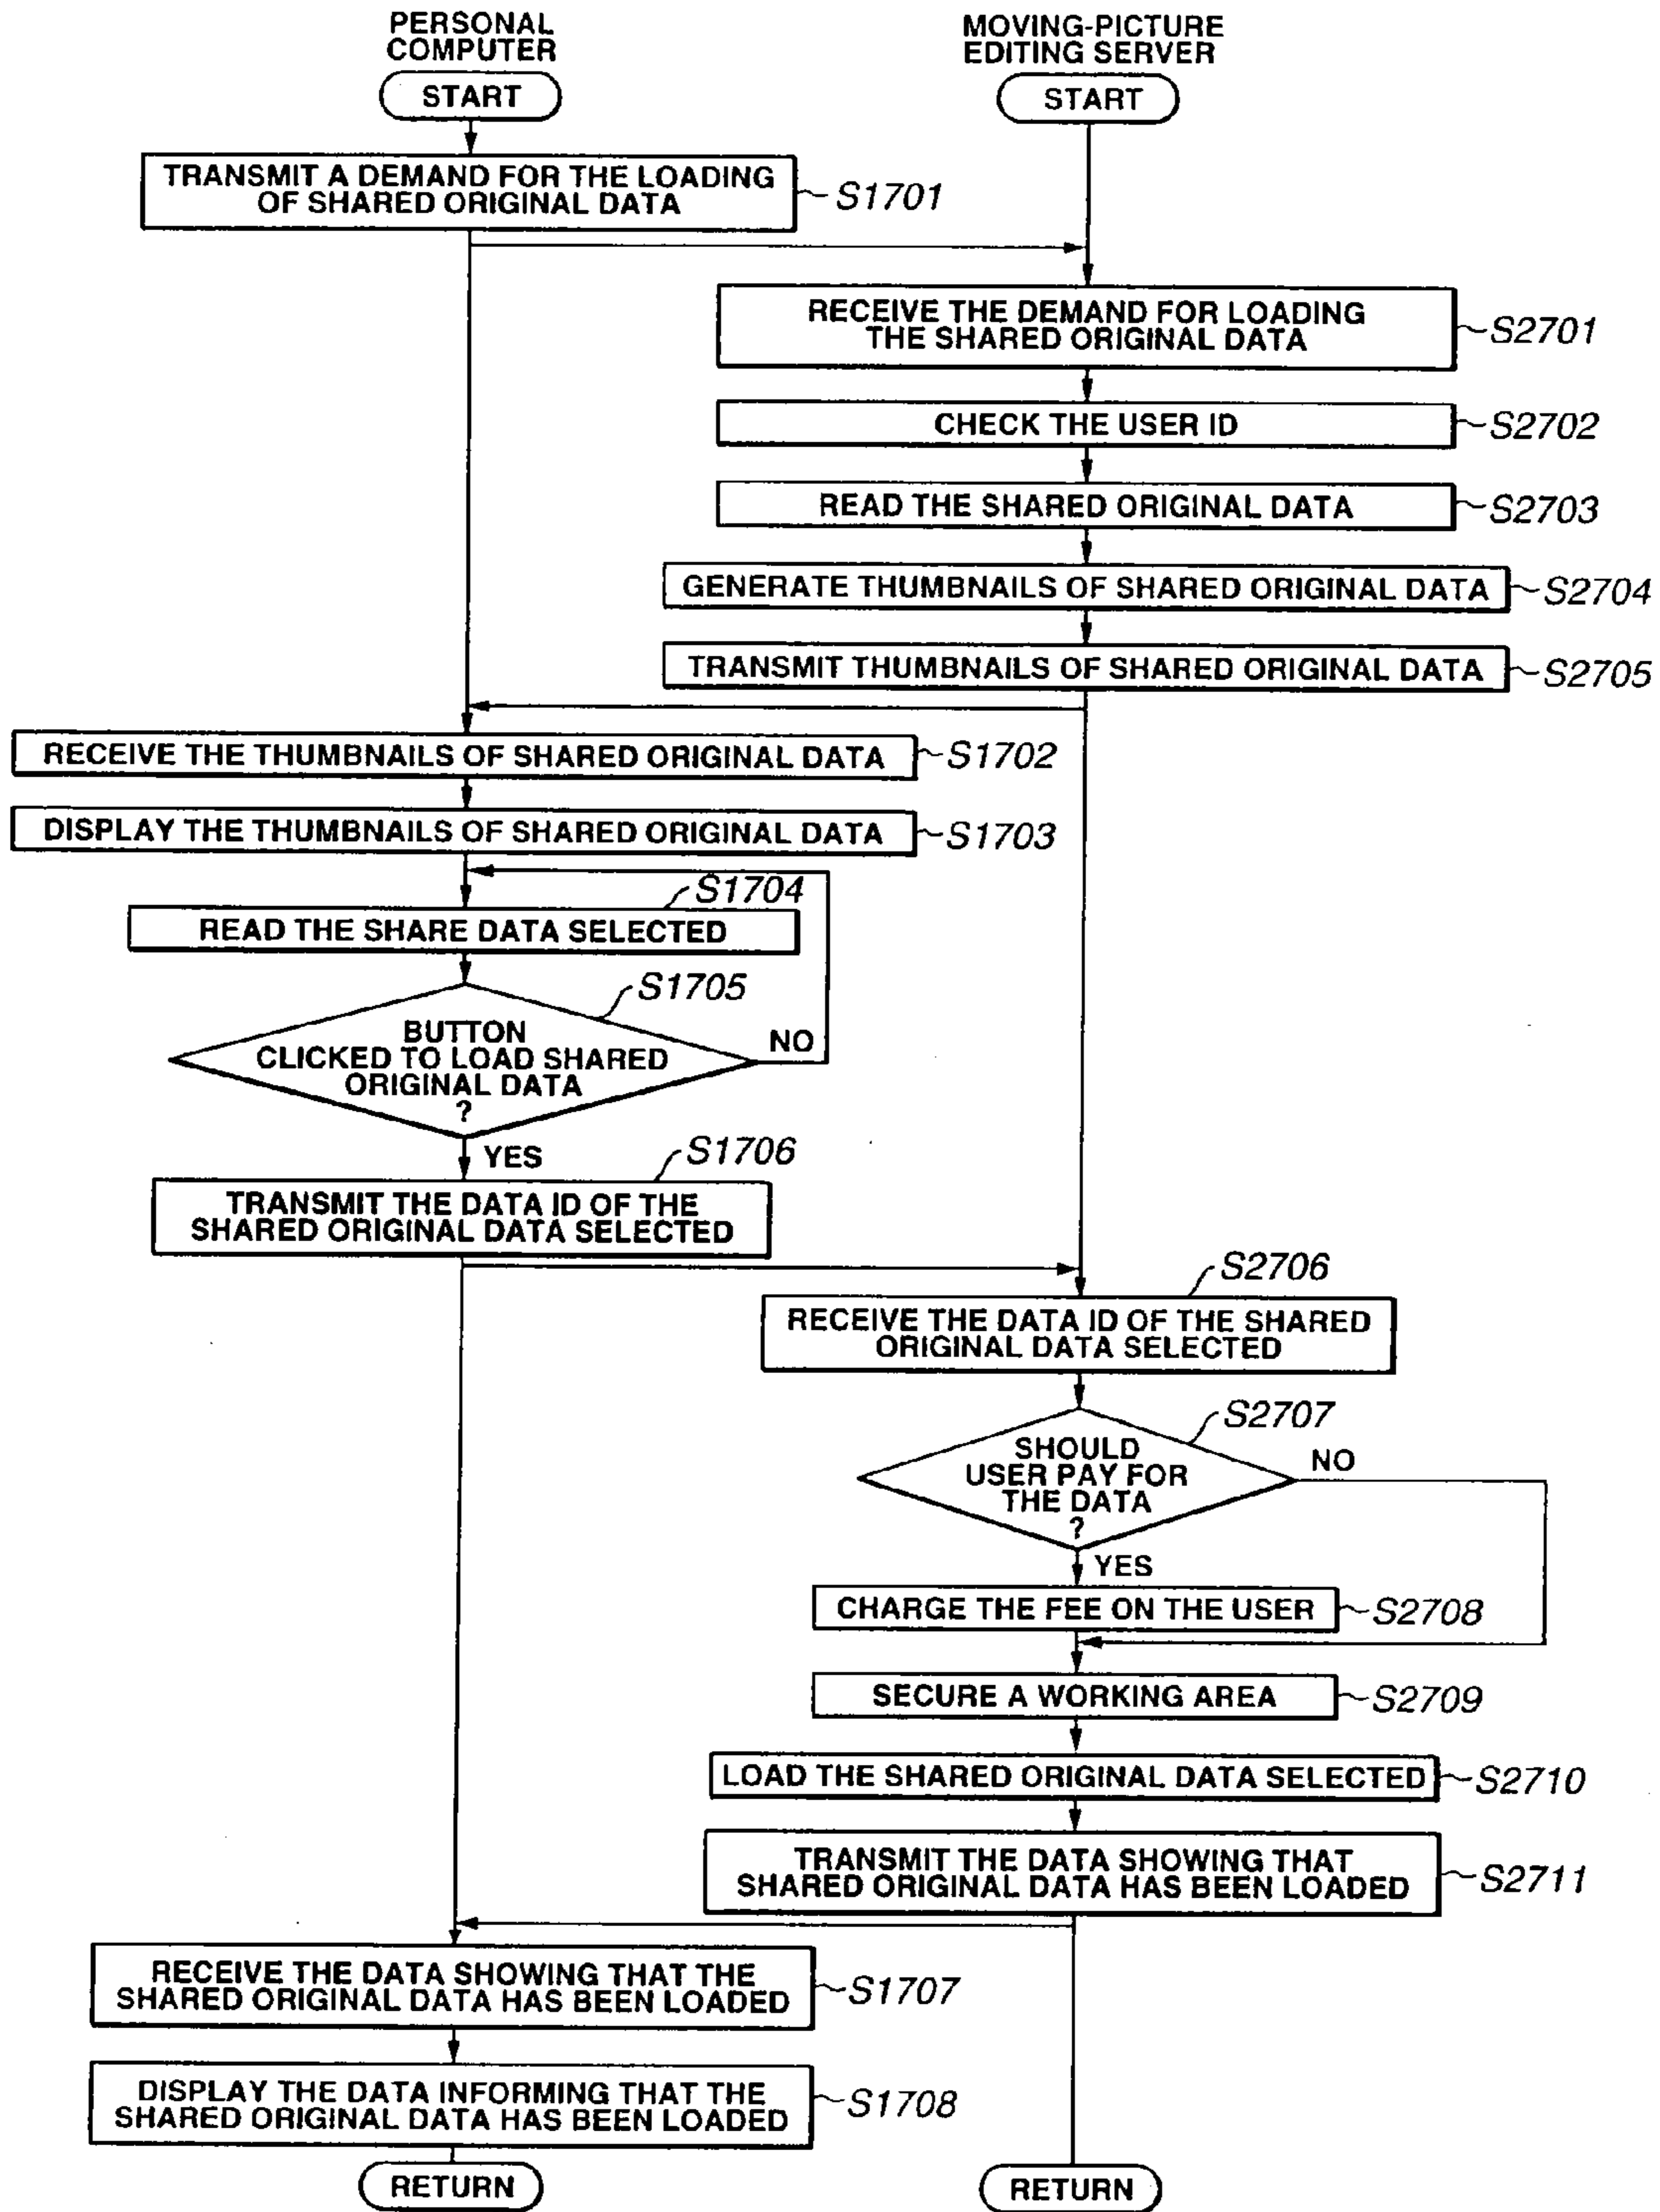 PERSONAL
COMPUTER
START
MOVING-PICTURE
EDITING SERVER
START
TRANSMIT A DEMAND FOR THE LOADING
OF SHARED ORIGINAL DATA
S1701
RECEIVE THE DEMAND FOR LOADING
THE SHARED ORIGINAL DATA
S2701
CHECK THE USER ID
S2702
READ THE SHARED ORIGINAL DATA
S2703
GENERATE THUMBNAILS OF SHARED ORIGINAL DATA
S2704
TRANSMIT THUMBNAILS OF SHARED ORIGINAL DATA
S2705
RECEIVE THE THUMBNAILS OF SHARED ORIGINAL DATA
S1702
DISPLAY THE THUMBNAILS OF SHARED ORIGINAL DATA
S1703
S1704
READ THE SHARE DATA SELECTED
S1705
BUTTON
CLICKED TO LOAD SHARED
ORIGINAL DATA
?
NO
YES
S1706
TRANSMIT THE DATA ID OF THE
SHARED ORIGINAL DATA SELECTED
S2706
RECEIVE THE DATA ID OF THE SHARED
ORIGINAL DATA SELECTED
S2707
SHOULD
USER PAY FOR
THE DATA
?
NO
YES
CHARGE THE FEE ON THE USER
S2708
SECURE A WORKING AREA
S2709
LOAD THE SHARED ORIGINAL DATA SELECTED
S2710
TRANSMIT THE DATA SHOWING THAT
SHARED ORIGINAL DATA HAS BEEN LOADED
S2711
RECEIVE THE DATA SHOWING THAT THE
SHARED ORIGINAL DATA HAS BEEN LOADED
S1707
DISPLAY THE DATA INFORMING THAT THE
SHARED ORIGINAL DATA HAS BEEN LOADED
S1708
RETURN
RETURN